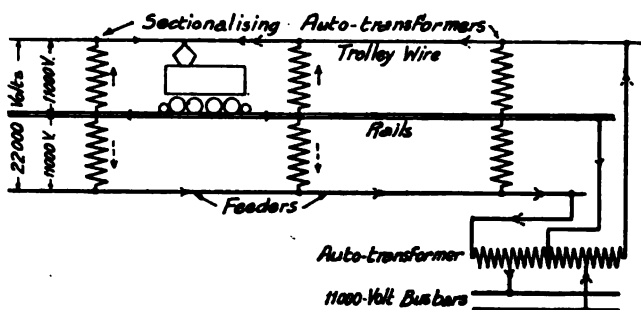 Sectionalising Auto-transformers
Trolley Wire
22000 Volts
11000 V.
11000 V.
Rails
Feeders
Auto-transformer
11000-Volt Busbars